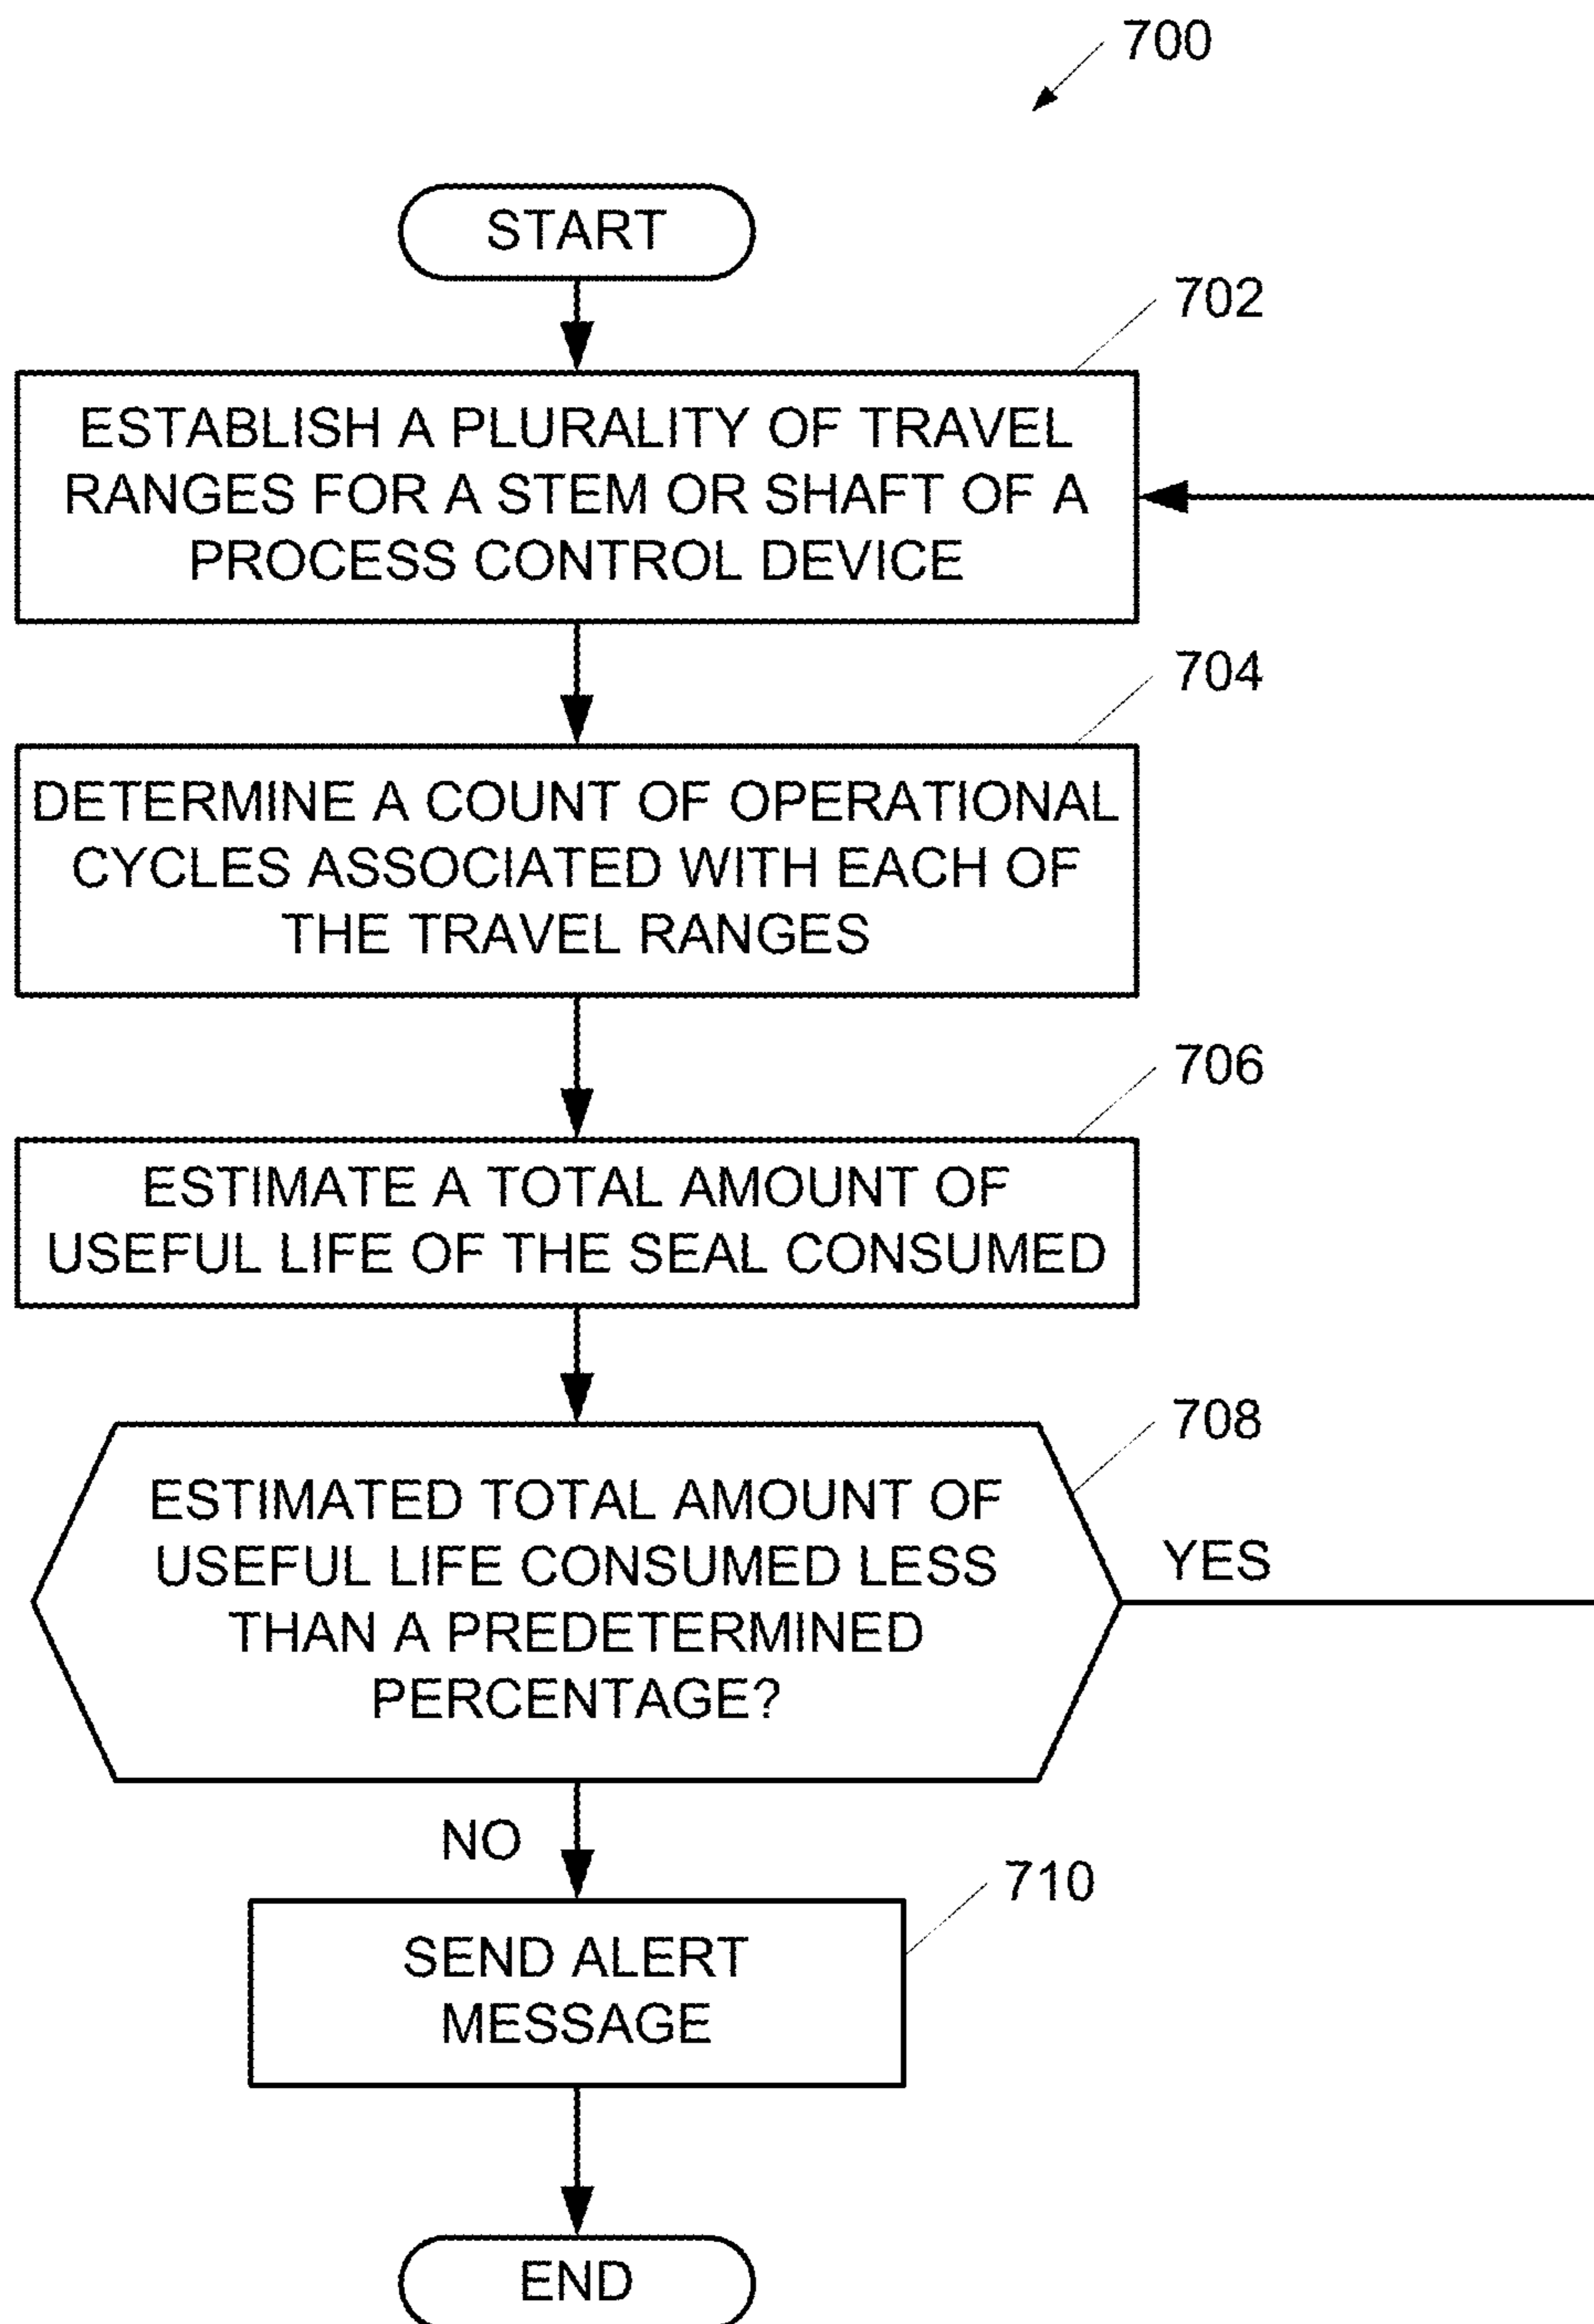 700
START
702
ESTABLISH A PLURALITY OF TRAVEL
RANGES FOR A STEM OR SHAFT OF A
PROCESS CONTROL DEVICE
704
DETERMINE A COUNT OF OPERATIONAL
CYCLES ASSOCIATED WITH EACH OF
THE TRAVEL RANGES
706
ESTIMATE A TOTAL AMOUNT OF
USEFUL LIFE OF THE SEAL CONSUMED
708
ESTIMATED TOTAL AMOUNT OF
USEFUL LIFE CONSUMED LESS
THAN A PREDETERMINED
PERCENTAGE?
YES
NO
710
SEND ALERT
MESSAGE
END